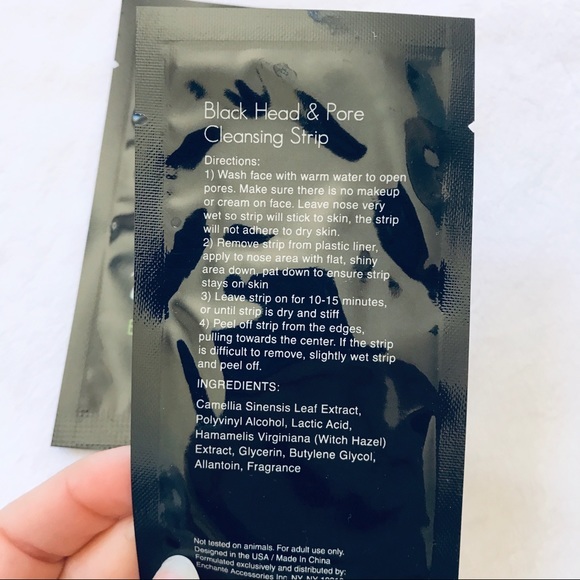 Black Head & Pore
Cleansing Strip
Directions:
1) Wash face with warm water to open
pores. Make sure there is no makeup
or cream on face. Leave nose very
wet so strip will stick to skin, the strip
will not adhere to dry skin.
2) Remove strip from plastic liner,
apply to nose area with flat, shiny
area down, pat down to ensure strip
stays on skin
3) Leave strip on for 10-15 minutes,
or until strip is dry and stiff
4) Peel off strip from the edges,
pulling towards the center. If the strip
is difficult to remove, slightly wet strip
and peel off.
INGREDIENTS:
Camellia Sinensis Leaf Extract,
Polyvinyl Alcohol, Lactic Acid,
Hamamelis Virginiana (Witch Hazel)
Extract, Glycerin, Butylene Glycol,
Allantoin, Fragrance
Not tested on animals. For adult use only.
Designed in the USA / Made In China
Formulated exclusively and distributed by:
Enchante Accessories Inc. NY, NY